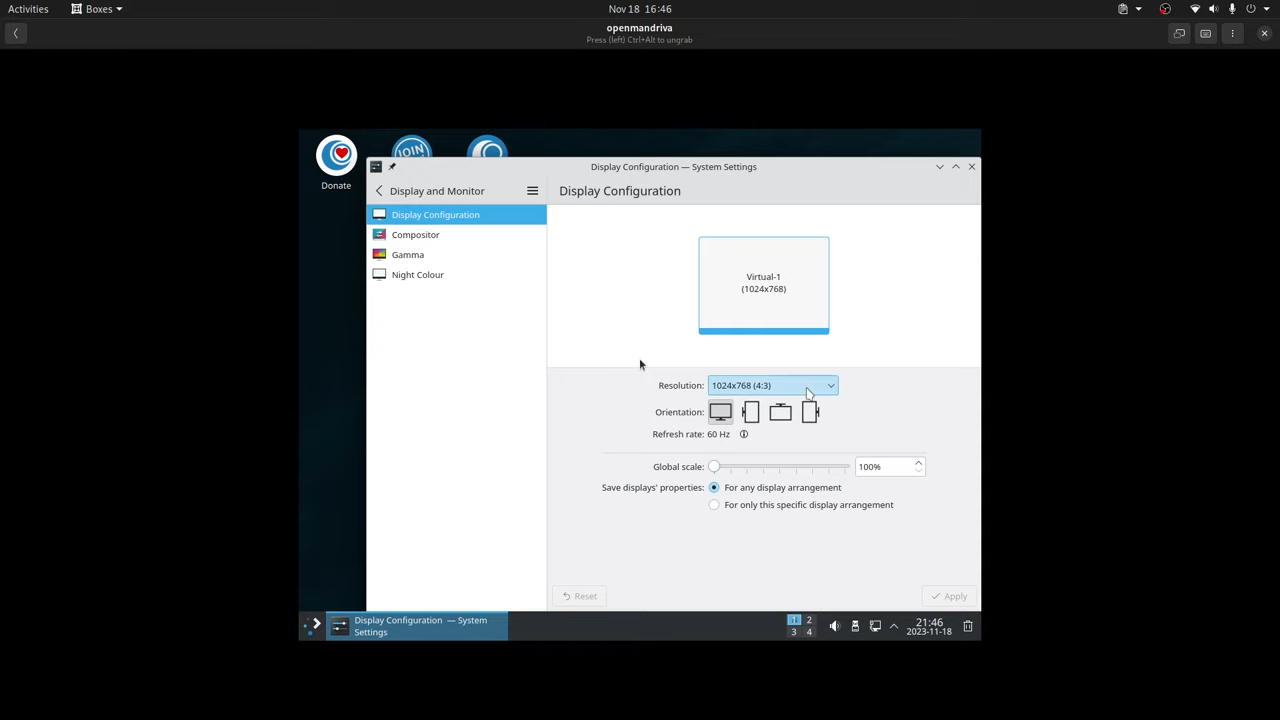 Activities
Boxes
Nov 18 16:46
openmandriva
Press (left) Ctrl+Alt to ungrab
JOIN
Donate
Display Configuration — System Settings
Display and Monitor
Display Configuration
Display Configuration
Compositor
Gamma
Night Colour
Virtual-1
(1024x768)
Resolution: 1024x768 (4:3)
Orientation:
Refresh rate: 60 Hz
Global scale: 100%
Save displays' properties: For any display arrangement
For only this specific display arrangement
Reset
Apply
Display Configuration — System
Settings
1 2
3 4
21:46
2023-11-18